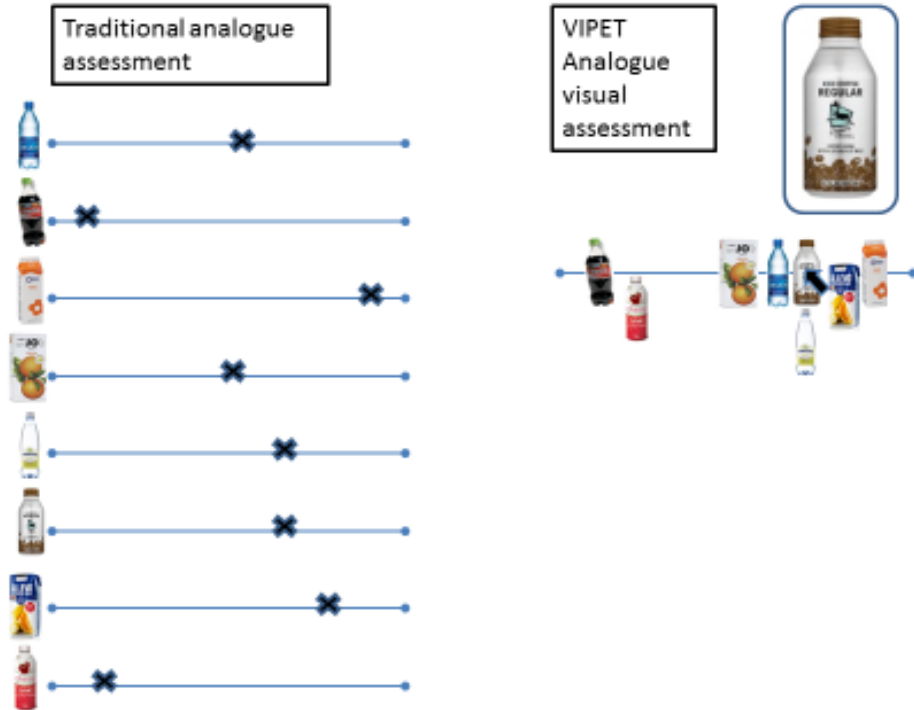 Traditional analogue
assessment
VIPET
Analogue
visual
assessment
REGULAR